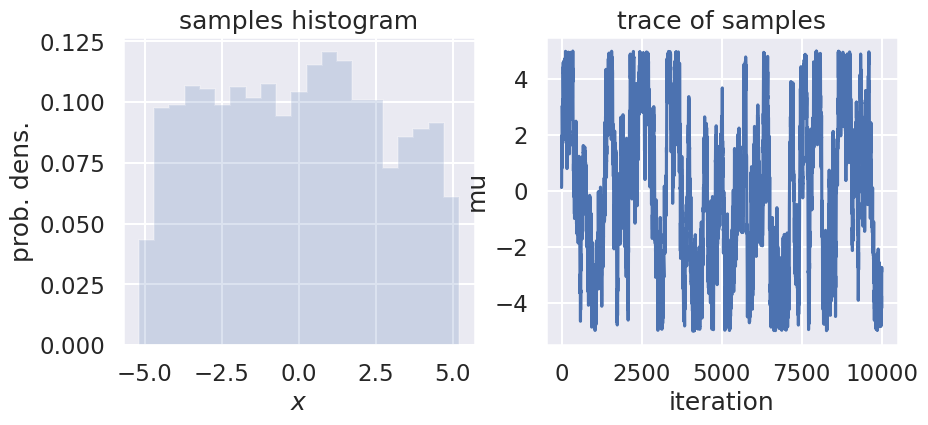 samples histogram
prob. dens.
0.125
0.100
0.075
0.050
0.025
0.000
−5.0 −2.5 0.0 2.5 5.0
x
trace of samples
mu
4
2
0
−2
−4
0 2500 5000 7500 10000
iteration